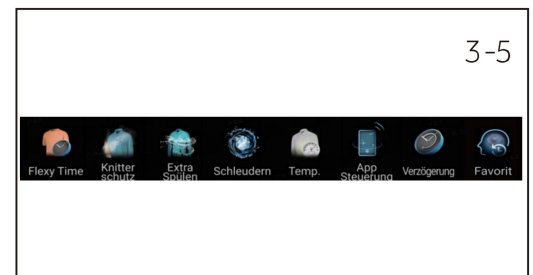 3-5
Flexy Time Knitter schutz Extra Spülen Schleudern Temp. App Steuerung Verzögerung Favorit